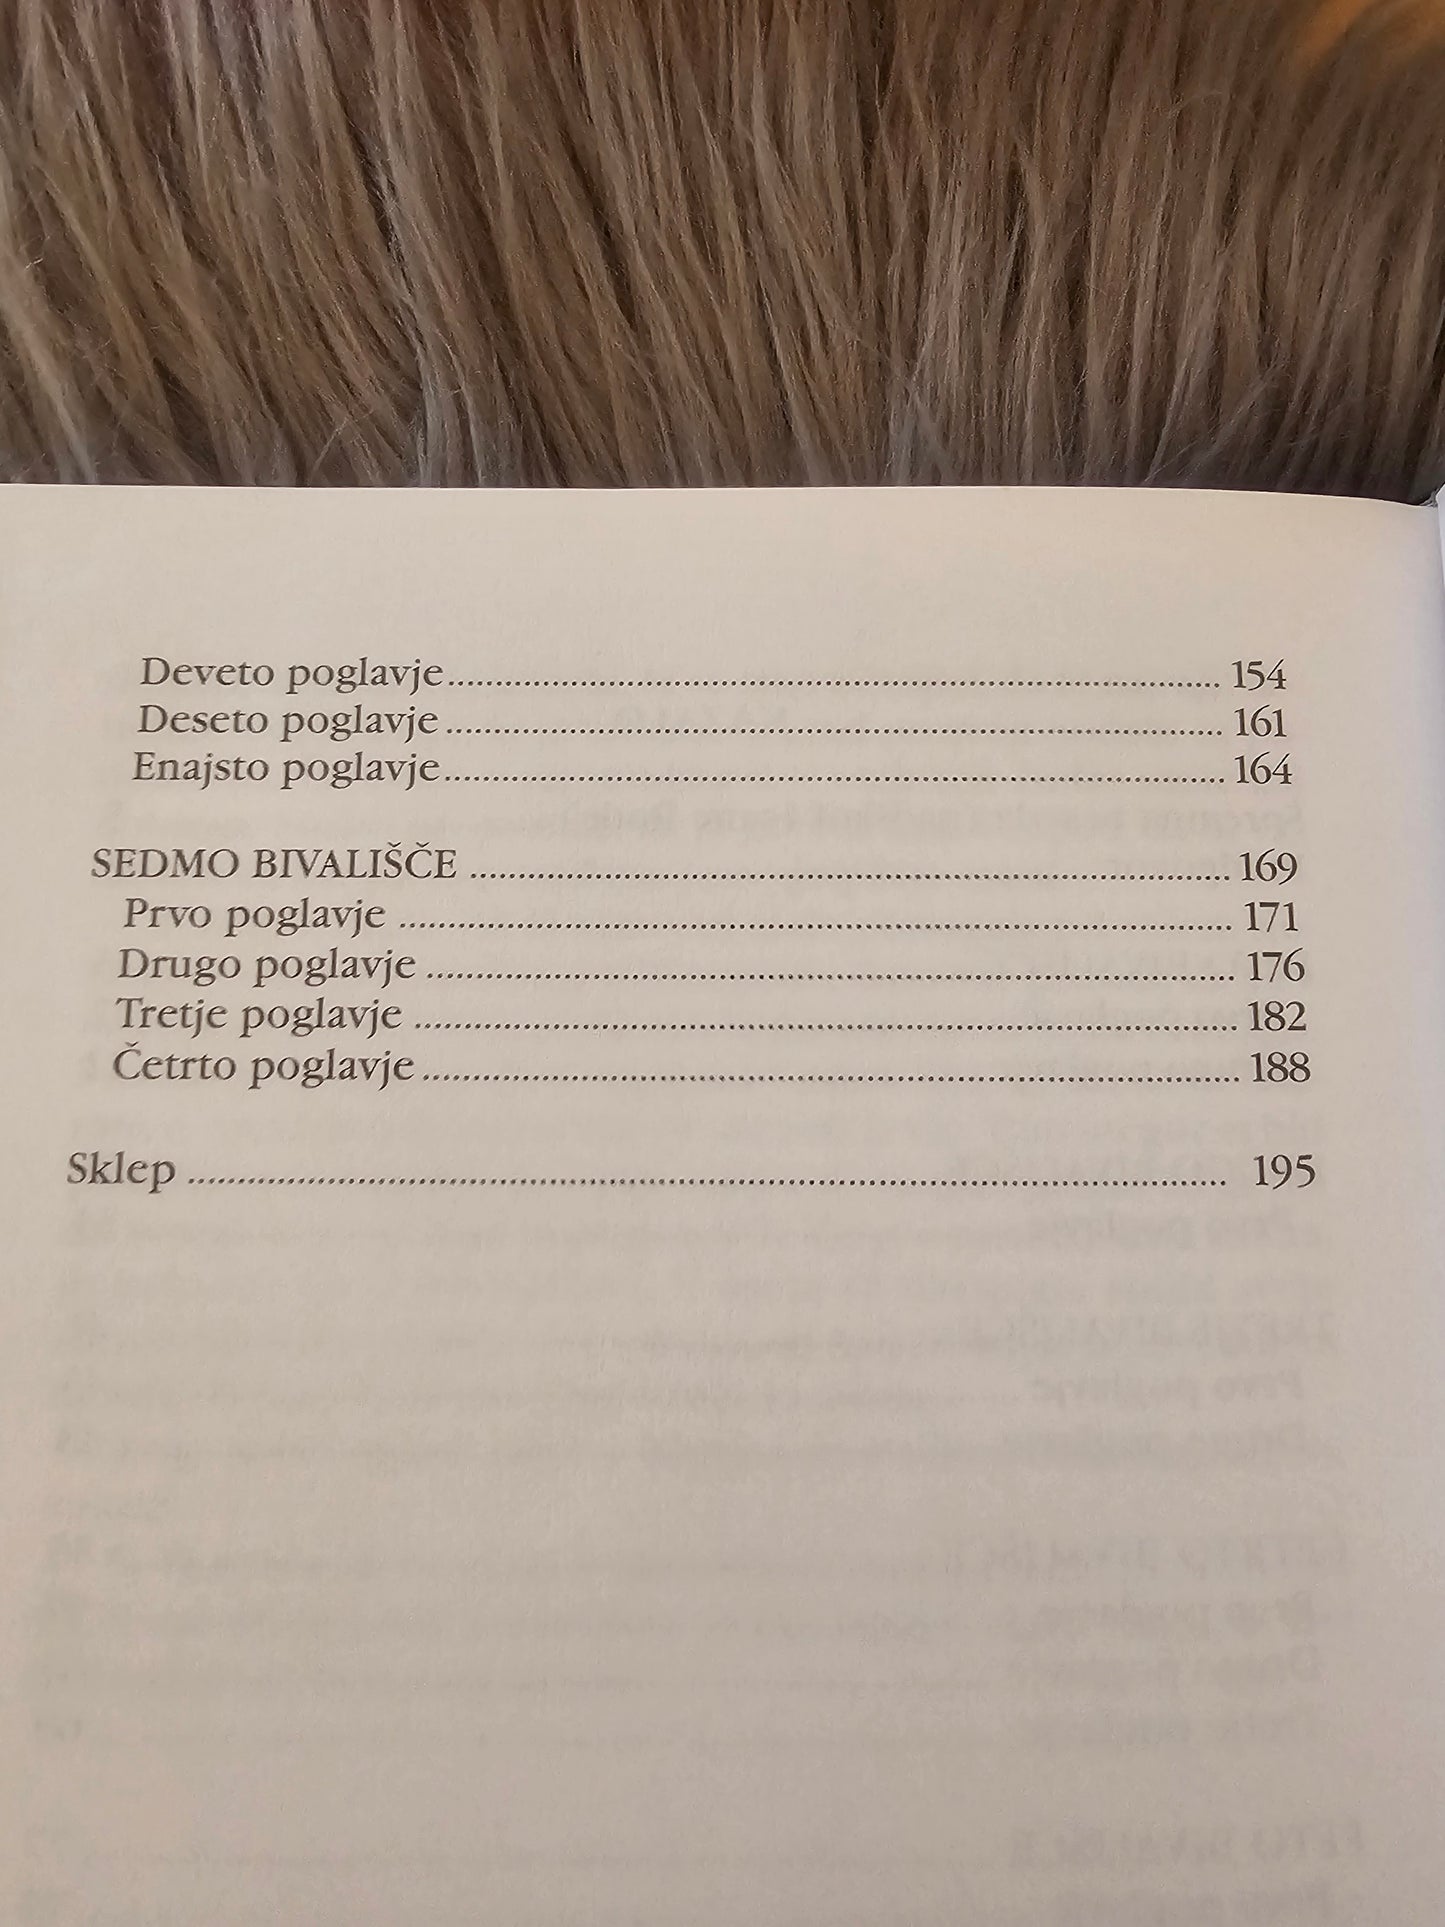 Deveto poglavje........................................................................ 154
Deseto poglavje ........................................................................ 161
Enajsto poglavje........................................................................ 164
SEDMO BIVALIŠČE ........................................................................ 169
Prvo poglavje ........................................................................ 171
Drugo poglavje ........................................................................ 176
Tretje poglavje ........................................................................ 182
Četrto poglavje ........................................................................ 188
Sklep ........................................................................ 195